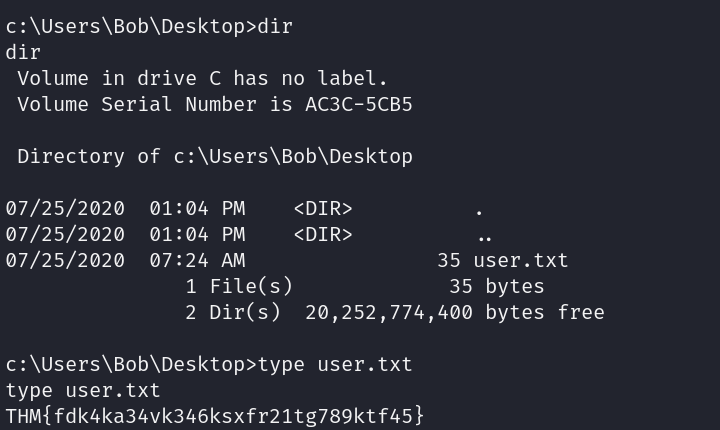 c:\Users\Bob\Desktop>dir
dir
 Volume in drive C has no label.
 Volume Serial Number is AC3C-5CB5

 Directory of c:\Users\Bob\Desktop

07/25/2020  01:04 PM    <DIR>          .
07/25/2020  01:04 PM    <DIR>          ..
07/25/2020  07:24 AM                35 user.txt
               1 File(s)             35 bytes
               2 Dir(s)  20,252,774,400 bytes free

c:\Users\Bob\Desktop>type user.txt
type user.txt
THM{fdk4ka34vk346ksxfr21tg789ktf45}